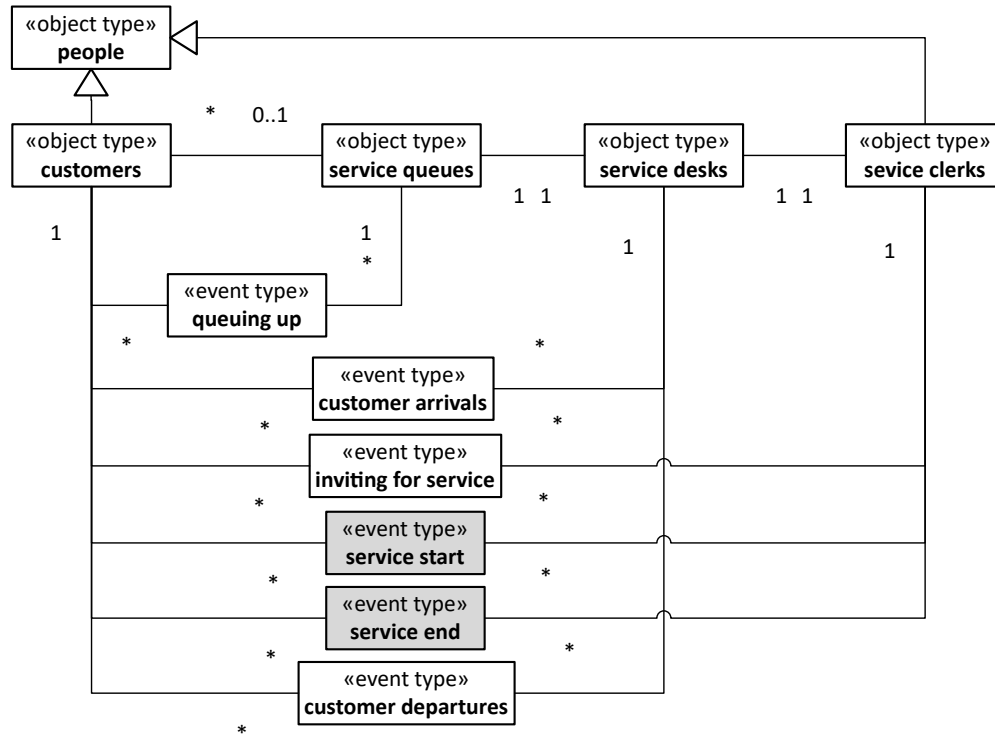 «object type»
people
* 0..1
«object type»
customers
«object type»
service queues
«object type»
service desks
«object type»
sevice clerks
1 1
1 1
1
1
1
1
*
«event type»
queuing up
*
*
«event type»
customer arrivals
*
*
«event type»
inviting for service
*
*
«event type»
service start
*
*
«event type»
service end
*
*
«event type»
customer departures
*